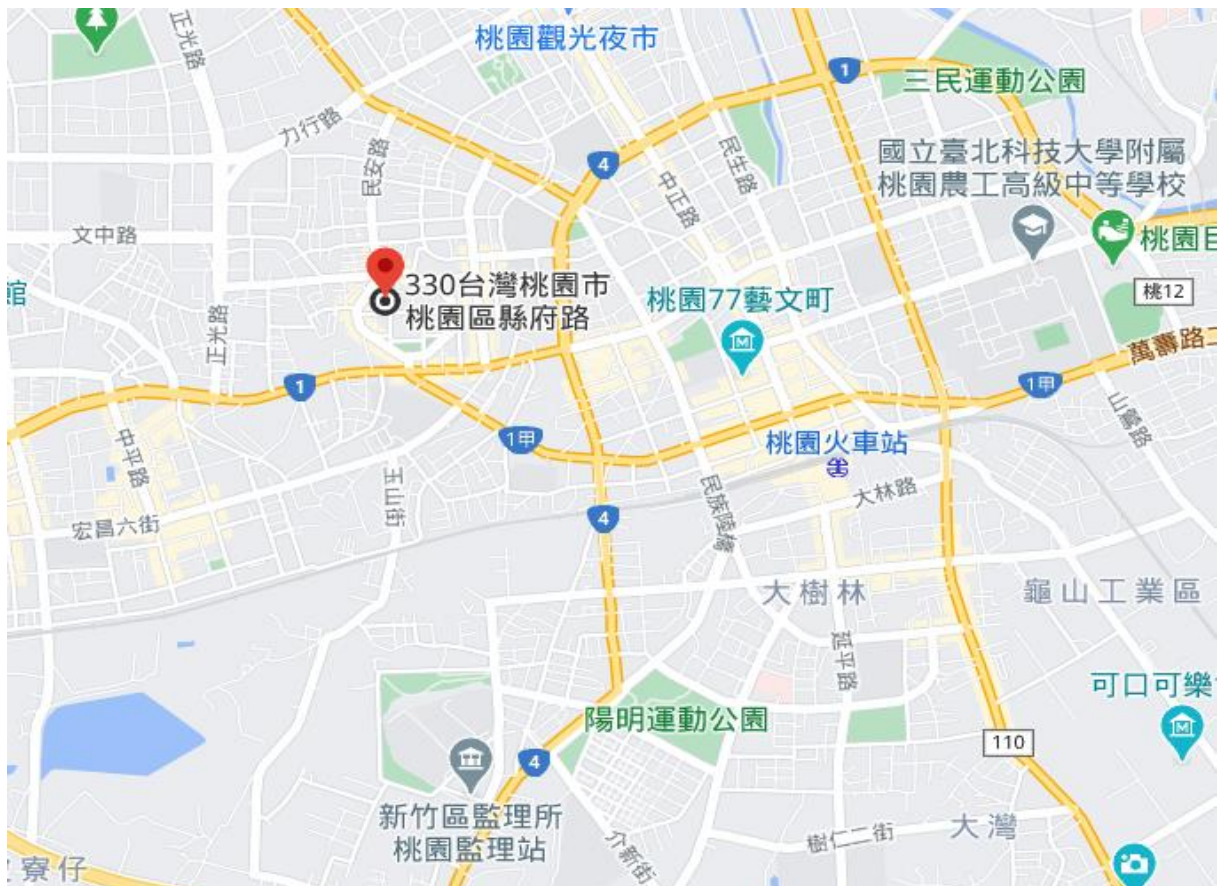 正光路
桃園觀光夜市
1
三民運動公園
力行路
民安路
4
民生路
中正路
國立臺北科技大學附屬
桃園農工高級中等學校
文中路
桃園
館
330台灣桃園市
桃園區縣府路
桃園77藝文町
桃12
正光路
萬壽路二
1
1甲
山鶯路
中平路
1甲
桃園火車站
玉山街
民族陸橋
大林路
宏昌六街
4
大樹林
龜山工業區
延平路
可口可樂
陽明運動公園
110
4
新竹區監理所
桃園監理站
介新街
樹仁二街
大灣
寮仔